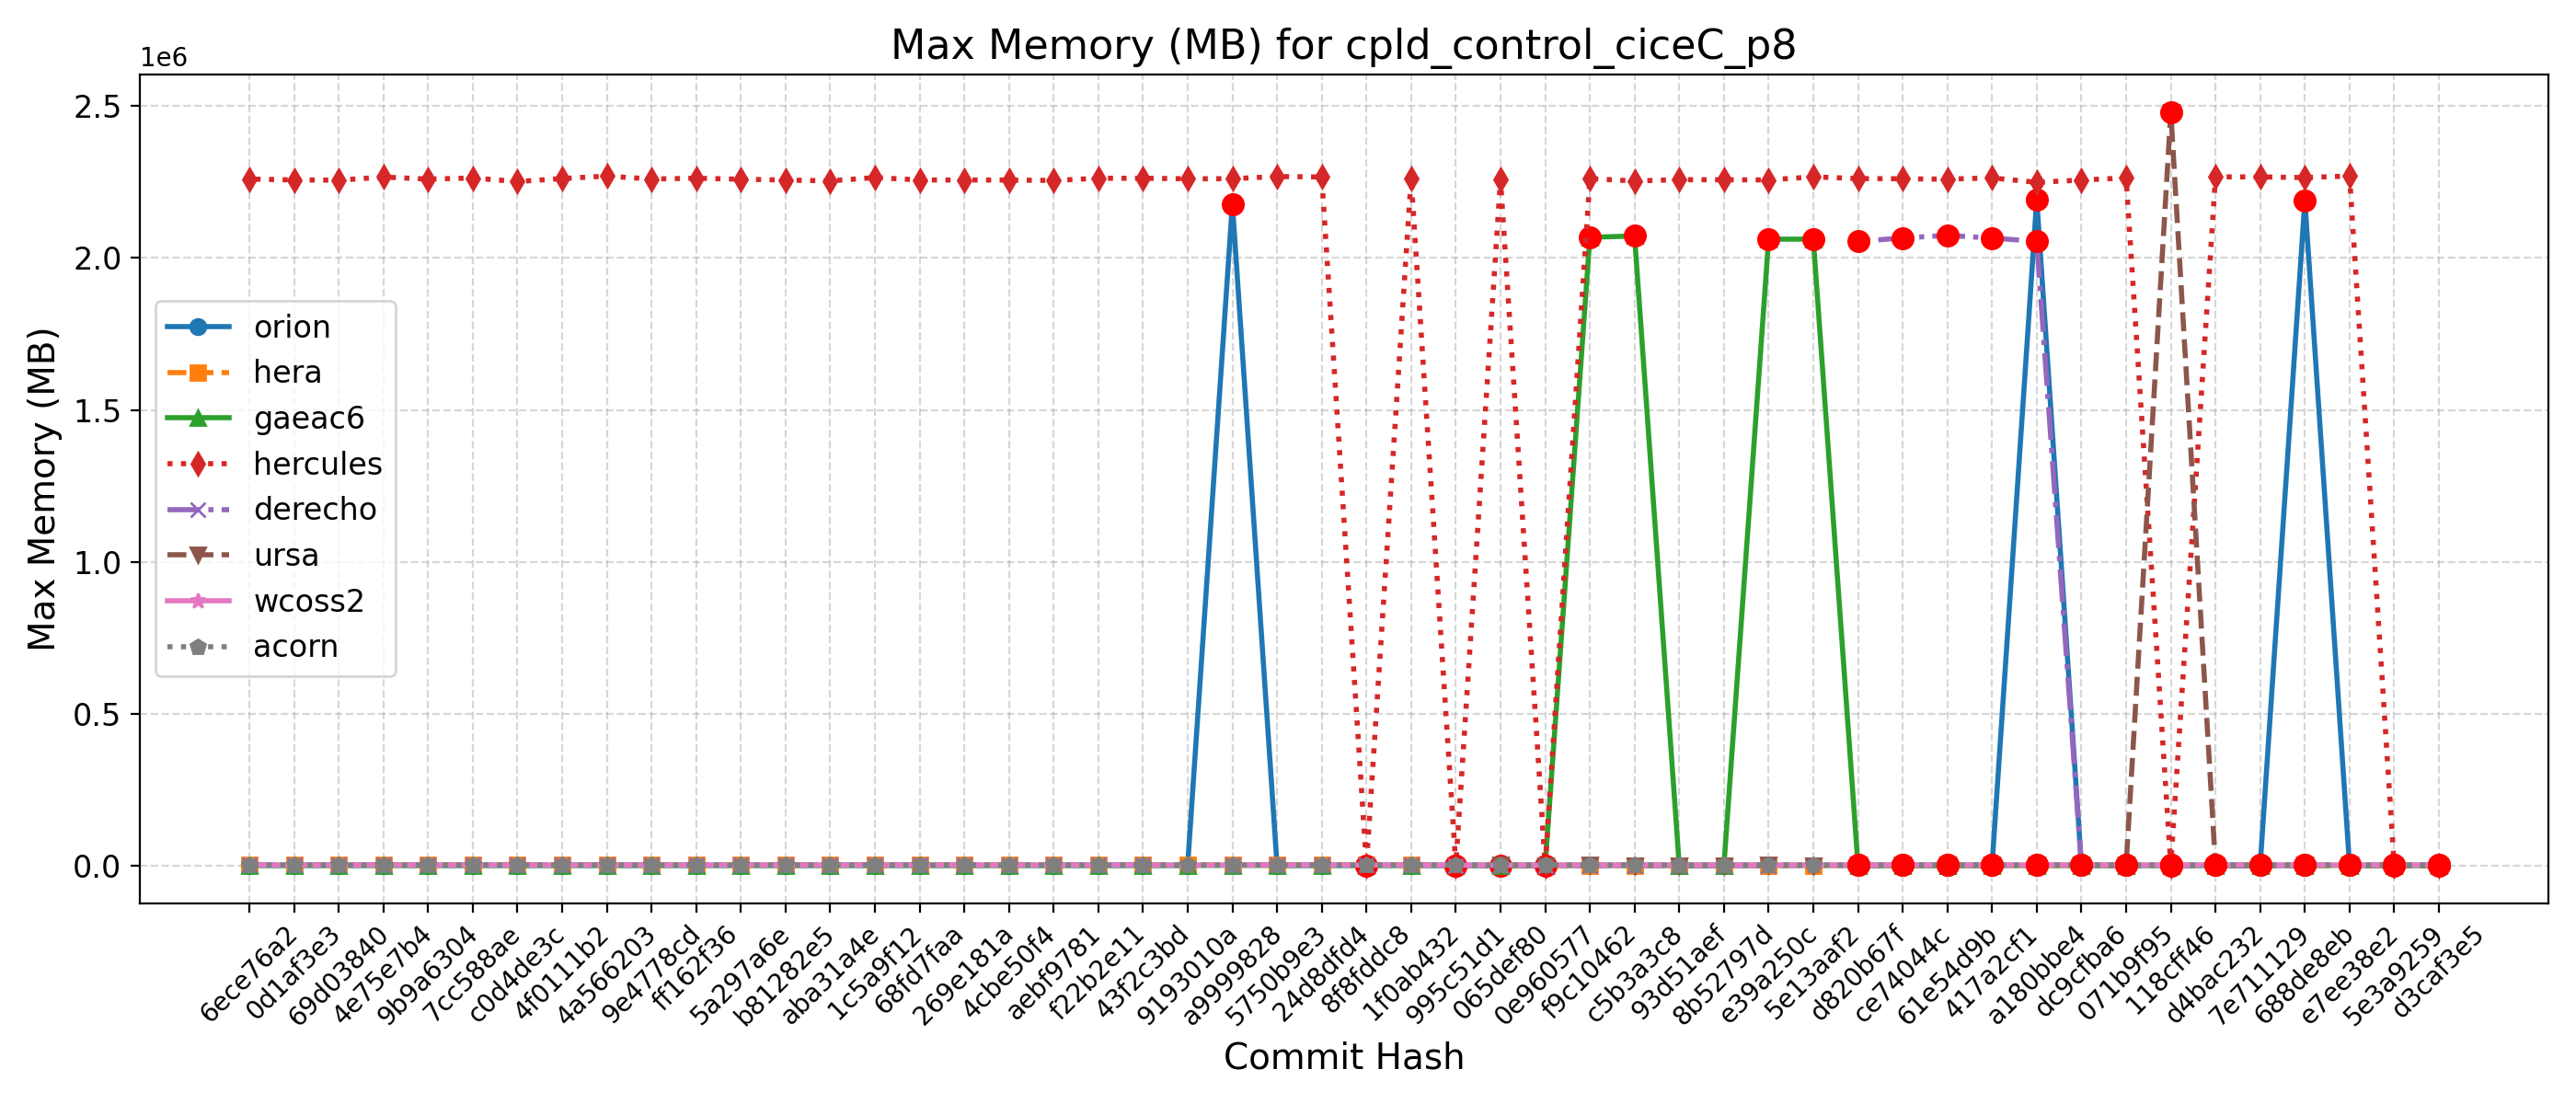 Max Memory (MB) for cpld_control_ciceC_p8
1e6
2.5
2.0
1.5
1.0
0.5
0.0
Max Memory (MB)
orion
hera
gaeac6
hercules
derecho
ursa
wcoss2
acorn
6ece76a2
0d1af3e3
69d03840
4e75e7b4
9b9a6304
7cc588ae
c0d4de3c
4f0111b2
4a566203
9e4778cd
ff162f36
5a297a6e
b81282e5
aba31a4e
1c5a9f12
68fd7faa
269e181a
4cbe50f4
aebf9781
f22b2e11
43f2c3bd
9193010a
a9999828
5750b9e3
24d8dfd4
8f8fddc8
1f0ab432
995c51d1
065def80
0e960577
f9c10462
c5b3a3c8
93d51aef
8b52797d
e39a250c
5e13aaf2
d820b67f
ce74044c
61e54d9b
417a2cf1
a180bbe4
dc9cfba6
071b9f95
118cff46
d4bac232
7e711129
688de8eb
e7ee38e2
5e3a9259
d3caf3e5
Commit Hash